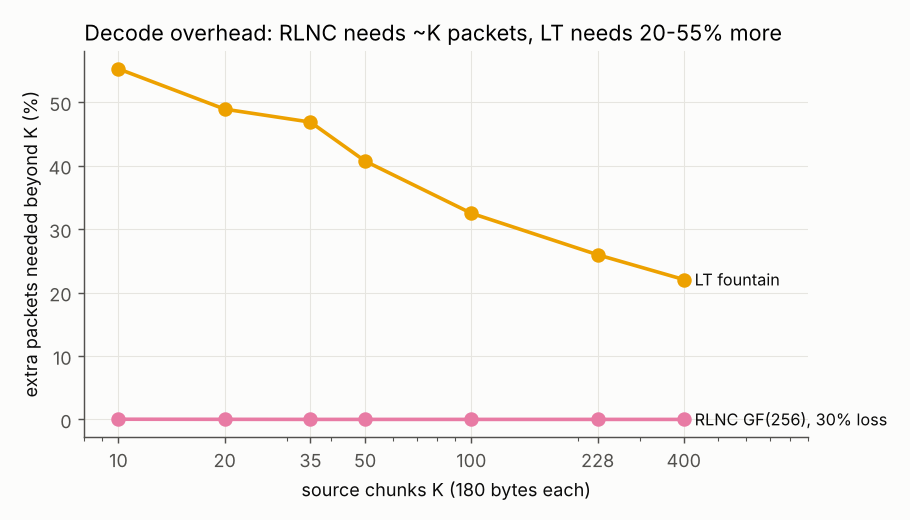 Decode overhead: RLNC needs ~K packets, LT needs 20-55% more
extra packets needed beyond K (%)
50
40
30
20
10
0
LT fountain
RLNC GF(256), 30% loss
10 20 35 50 100 228 400
source chunks K (180 bytes each)